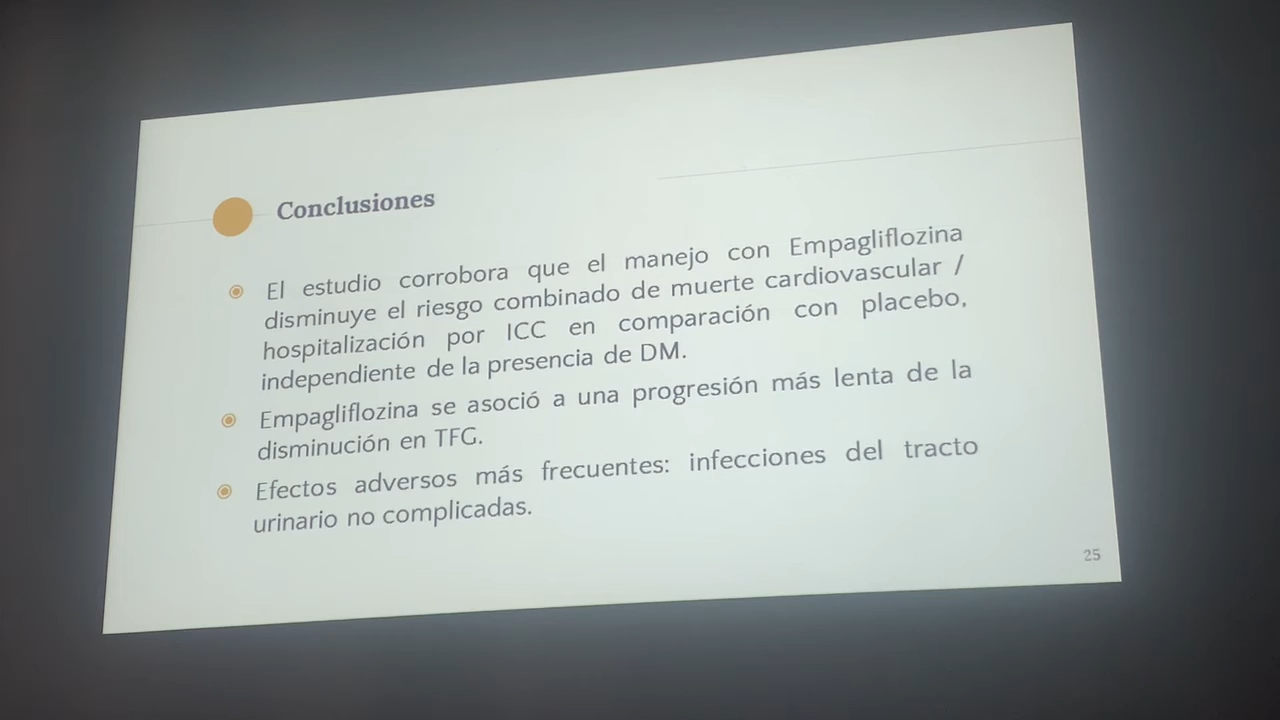 Conclusiones
El estudio corrobora que el manejo con Empagliflozina
disminuye el riesgo combinado de muerte cardiovascular /
hospitalización por ICC en comparación con placebo,
independiente de la presencia de DM.
Empagliflozina se asoció a una progresión más lenta de la
disminución en TFG.
Efectos adversos más frecuentes: infecciones del tracto
urinario no complicadas.
25